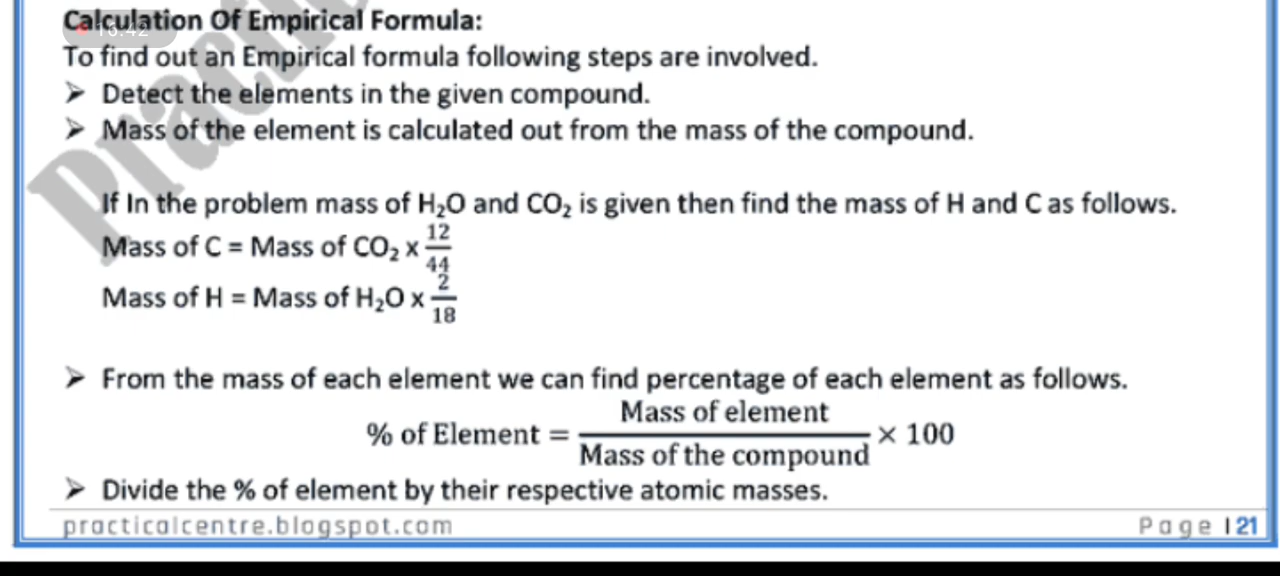 Calculation Of Empirical Formula:
16:42
To find out an Empirical formula following steps are involved.
➤ Detect the elements in the given compound.
➤ Mass of the element is calculated out from the mass of the compound.
If In the problem mass of H₂O and CO₂ is given then find the mass of H and C as follows.
Mass of C = Mass of CO₂ x 12/44
Mass of H = Mass of H₂O x 2/18
➤ From the mass of each element we can find percentage of each element as follows.
% of Element = Mass of element / Mass of the compound × 100
➤ Divide the % of element by their respective atomic masses.
practicalcentre.blogspot.com
Page | 21